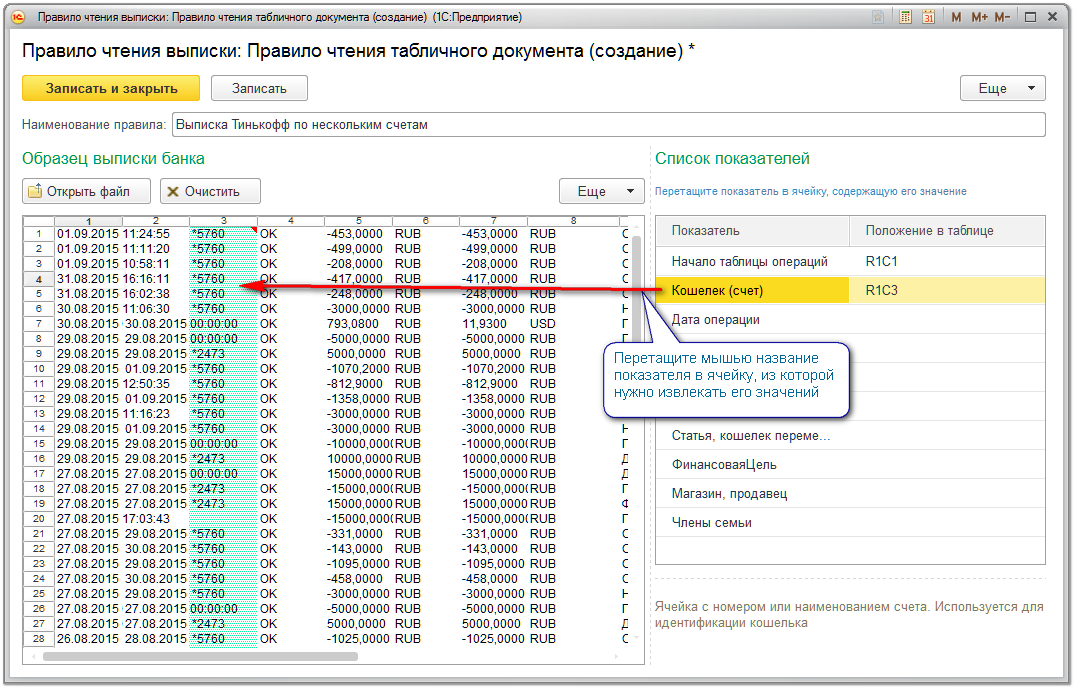 Правило чтения выписки: Правило чтения табличного документа (создание) (1С:Предприятие)
31 M M+ M-
Правило чтения выписки: Правило чтения табличного документа (создание) *
Записать и закрыть Записать Еще
Наименование правила: Выписка Тинькофф по нескольким счетам
Образец выписки банка
Открыть файл Очистить Еще
1 2 3 4 5 6 7 8
1 01.09.2015 11:24:55 *5760 OK -453,0000 RUB -453,0000 RUB С
2 01.09.2015 11:11:20 *5760 OK -499,0000 RUB -499,0000 RUB С
3 01.09.2015 10:58:11 *5760 OK -208,0000 RUB -208,0000 RUB С
4 31.08.2015 16:16:11 *5760 OK -417,0000 RUB -417,0000 RUB
5 31.08.2015 16:02:38 *5760 OK -248,0000 RUB -248,0000 RUB С
6 30.08.2015 11:06:30 *5760 OK -3000,0000 RUB -3000,0000 RUB Н
7 30.08.2015 30.08.2015 00:00:00 OK 793,0800 RUB 11,9300 USD П
8 29.08.2015 29.08.2015 00:00:00 OK -5000,0000 RUB -5000,0000 RUB
9 29.08.2015 29.08.2015 *2473 OK 5000,0000 RUB 5000,0000 RUB
10 29.08.2015 01.09.2015 *5760 OK -1070,2000 RUB -1070,2000 RUB
11 29.08.2015 12:50:35 *5760 OK -812,9000 RUB -812,9000 RUB
12 29.08.2015 01.09.2015 *5760 OK -1358,0000 RUB -1358,0000 RUB
13 29.08.2015 11:16:23 *5760 OK -3000,0000 RUB -3000,0000 RUB
14 29.08.2015 01.09.2015 *5760 OK -3000,0000 RUB -3000,0000 RUB Н
15 29.08.2015 29.08.2015 00:00:00 OK -10000,0000 RUB -10000,000( RUB П
16 29.08.2015 29.08.2015 *2473 OK 10000,0000 RUB 10000,0000 RUB Д
17 27.08.2015 27.08.2015 00:00:00 OK 15000,0000 RUB 15000,0000 RUB Д
18 27.08.2015 27.08.2015 *2473 OK -15000,0000 RUB -15000,000( RUB П
19 27.08.2015 27.08.2015 *2473 OK 15000,0000 RUB 15000,0000 RUB Ф
20 27.08.2015 17:03:43 OK -15000,0000 RUB -15000,000( RUB П
21 27.08.2015 29.08.2015 *5760 OK -331,0000 RUB -331,0000 RUB С
22 27.08.2015 30.08.2015 *5760 OK -143,0000 RUB -143,0000 RUB С
23 27.08.2015 29.08.2015 *5760 OK -1095,0000 RUB -1095,0000 RUB С
24 27.08.2015 30.08.2015 *5760 OK -458,0000 RUB -458,0000 RUB С
25 27.08.2015 29.08.2015 *5760 OK -3000,0000 RUB -3000,0000 RUB Н
26 27.08.2015 27.08.2015 00:00:00 OK -5000,0000 RUB -5000,0000 RUB П
27 27.08.2015 27.08.2015 *2473 OK 5000,0000 RUB 5000,0000 RUB Д
28 26.08.2015 28.08.2015 *5760 OK -1025,0000 RUB -1025,0000 RUB С
Список показателей
Перетащите показатель в ячейку, содержащую его значение
Показатель Положение в таблице
Начало таблицы операций R1C1
Кошелек (счет) R1C3
Дата операции
Перетащите мышью название
показателя в ячейку, из которой
нужно извлекать его значений
Статья, кошелек переме...
ФинансоваяЦель
Магазин, продавец
Члены семьи
Ячейка с номером или наименованием счета. Используется для
идентификации кошелька